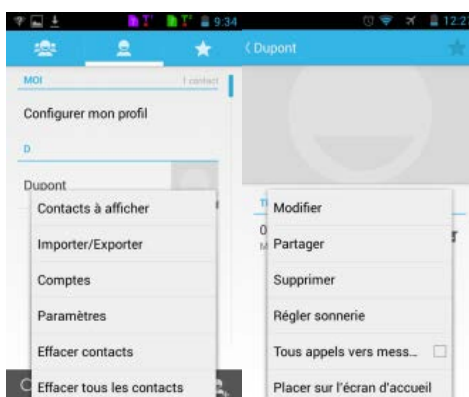 9:34
MOI
1 contact
Configurer mon profil
D
Dupont
Contacts à afficher
Importer/Exporter
Comptes
Paramètres
Effacer contacts
Effacer tous les contacts
12:2
Dupont
Modifier
Partager
Supprimer
Régler sonnerie
Tous appels vers mess...
Placer sur l'écran d'accueil